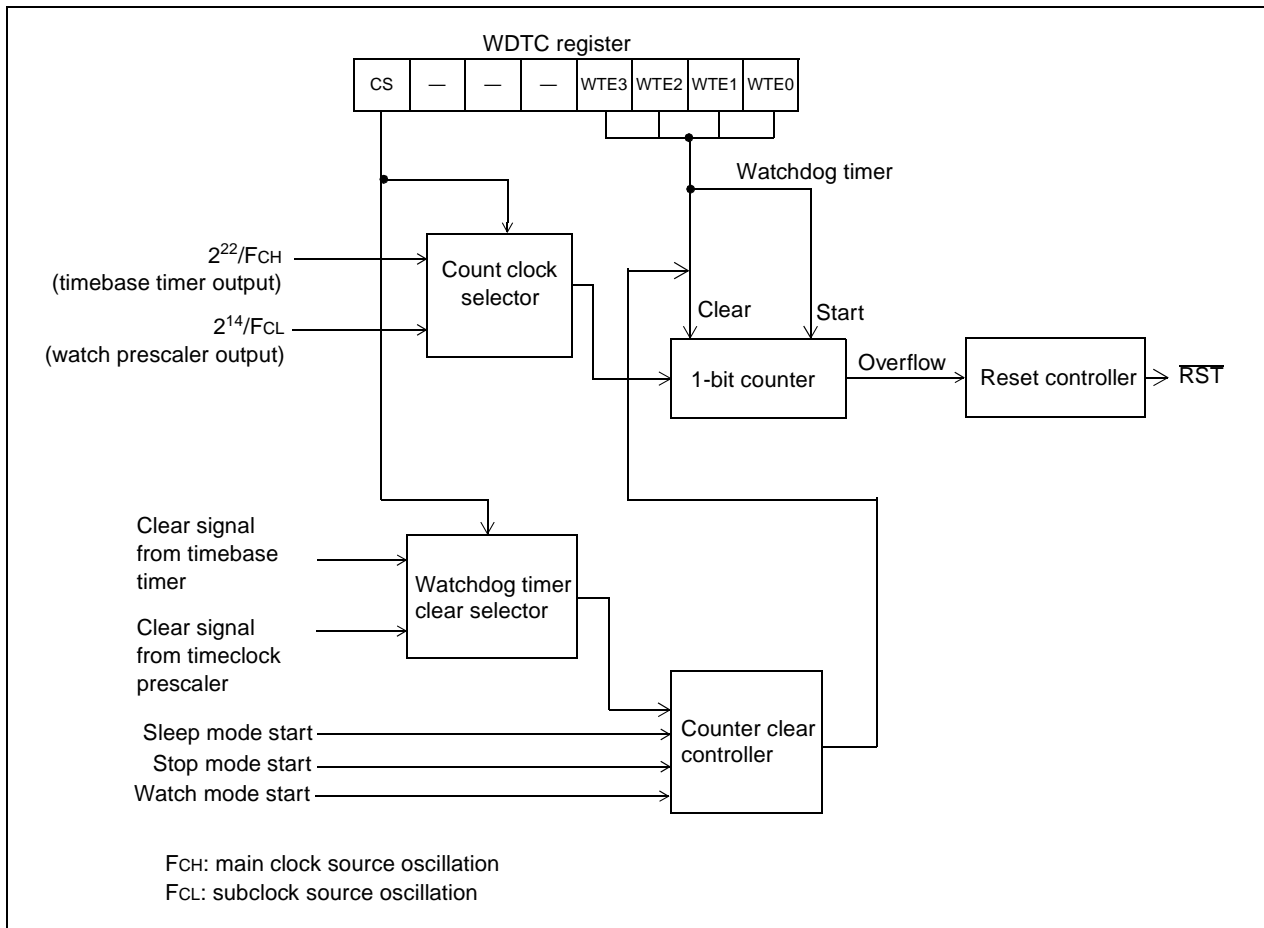 WDTC register
CS — — — WTE3 WTE2 WTE1 WTE0
Watchdog timer
2²²/FCH
(timebase timer output)
Count clock
selector
2¹⁴/FCL
(watch prescaler output)
Clear
Start
1-bit counter
Overflow
Reset controller
R̅S̅T̅
Clear signal
from timebase
timer
Watchdog timer
clear selector
Clear signal
from timeclock
prescaler
Sleep mode start
Stop mode start
Watch mode start
Counter clear
controller
FCH: main clock source oscillation
FCL: subclock source oscillation